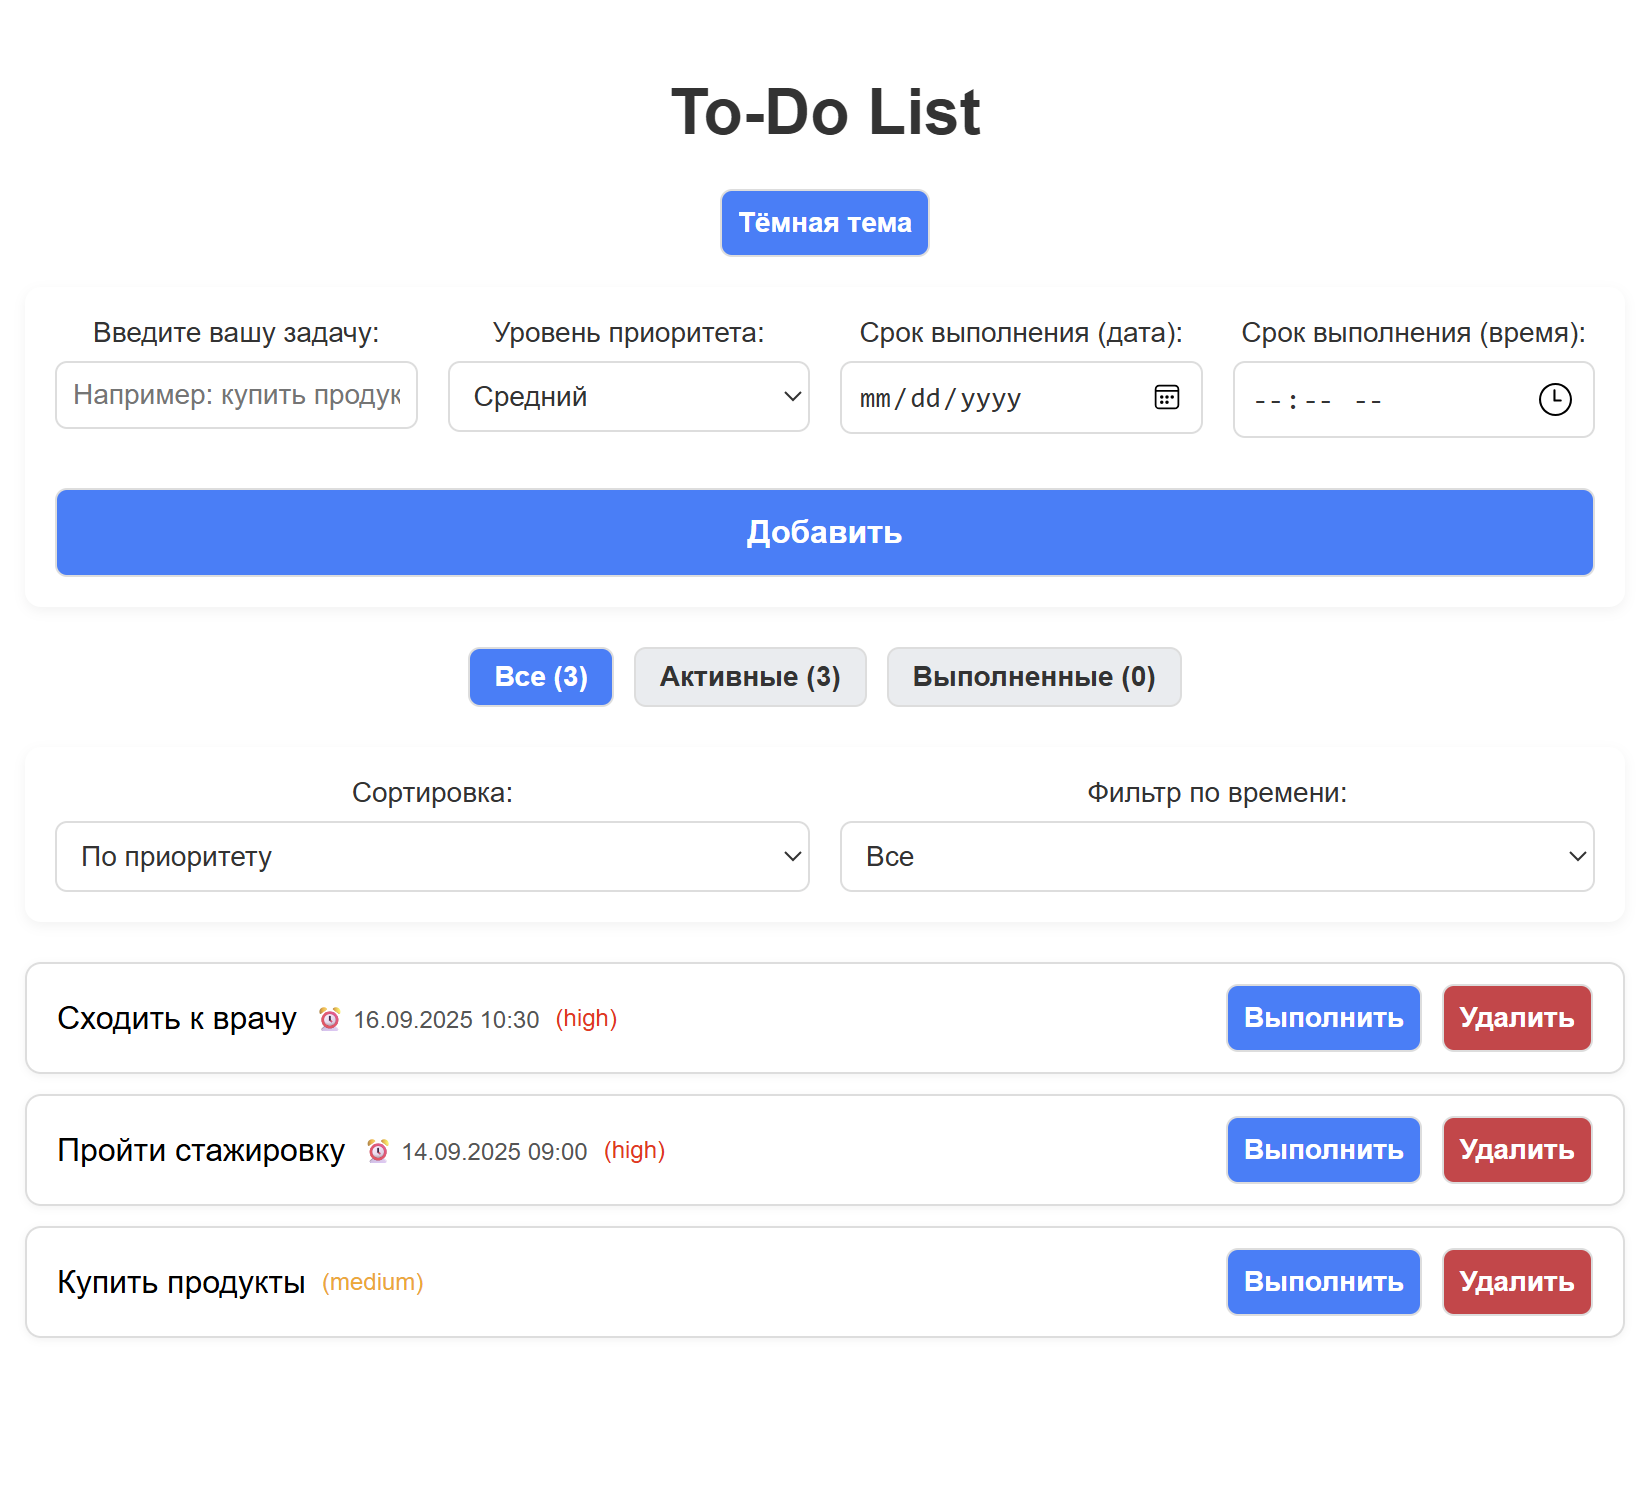 To-Do List
Тёмная тема
Введите вашу задачу: Уровень приоритета: Срок выполнения (дата): Срок выполнения (время):
Например: купить продук Средний mm/dd/yyyy --:-- --
Добавить
Все (3) Активные (3) Выполненные (0)
Сортировка: Фильтр по времени:
По приоритету Все
Сходить к врачу ⏰ 16.09.2025 10:30 (high) Выполнить Удалить
Пройти стажировку ⏰ 14.09.2025 09:00 (high) Выполнить Удалить
Купить продукты (medium) Выполнить Удалить